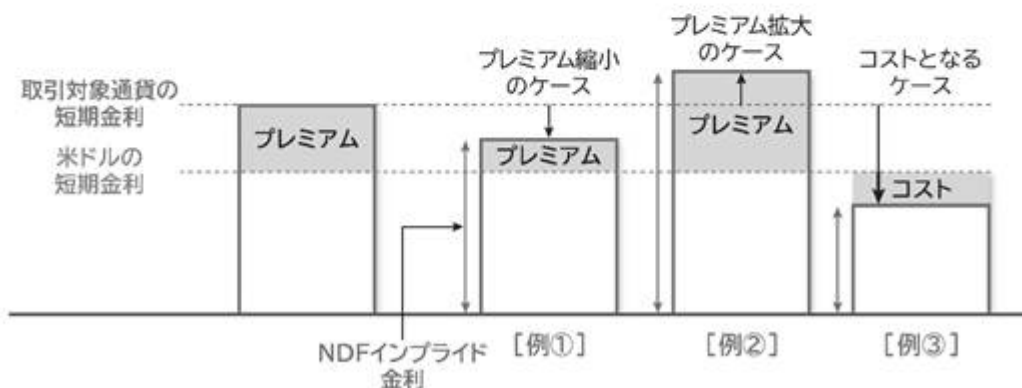 取引対象通貨の
短期金利
米ドルの
短期金利
プレミアム
プレミアム縮小
のケース
プレミアム
プレミアム拡大
のケース
プレミアム
コストとなる
ケース
コスト
NDFインプライド
金利
［例①］
［例②］
［例③］